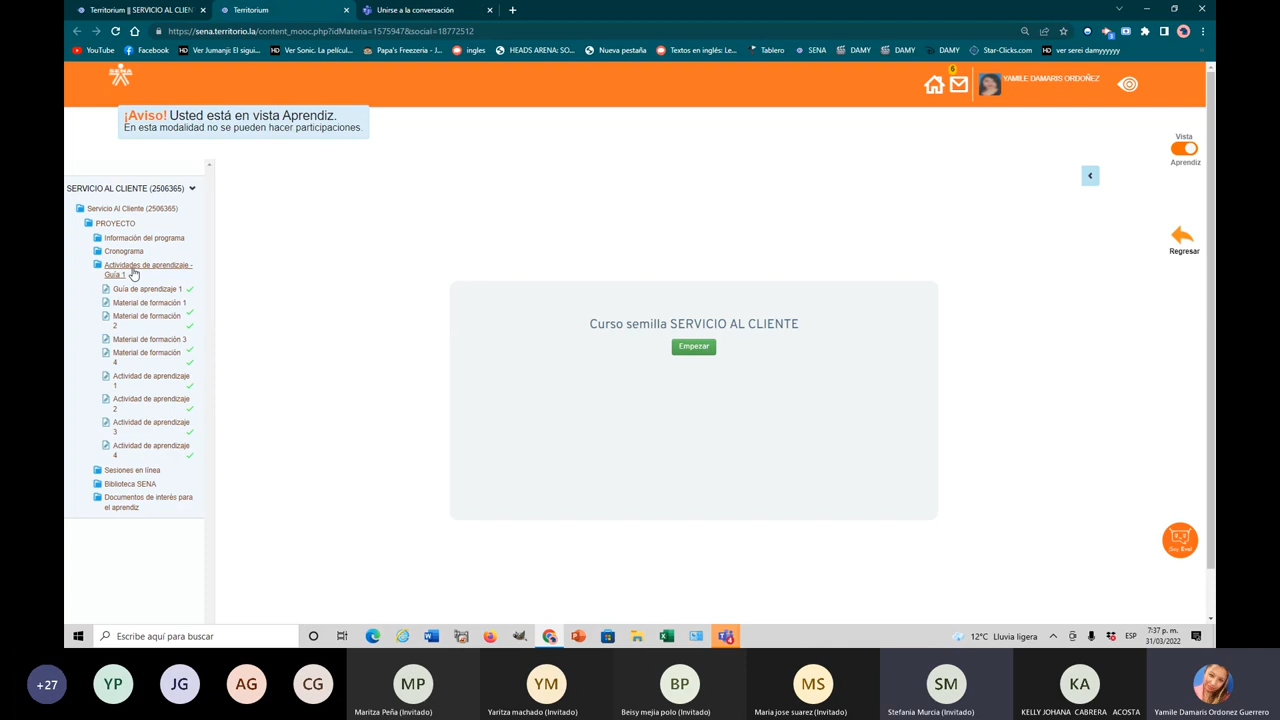 Territorium || SERVICIO AL CLIEN
Territorium
Unirse a la conversación
https://sena.territorio.la/content_mooc.php?idMateria=1575947&social=18772512
YouTube
Facebook
Ver Jumanji: El sigui...
Ver Sonic. La pelícu...
Papa's Freezeria - J...
ingles
HEADS ARENA: SO...
Nueva pestaña
Textos en inglés: Le...
Tablero
SENA
DAMY
DAMY
DAMY
Star-Clicks.com
ver serei damyyyyyy
SENA
6
YAMILE DAMARIS ORDOÑEZ
¡Aviso! Usted está en vista Aprendiz.
En esta modalidad no se pueden hacer participaciones.
Vista
Aprendiz
Regresar
SERVICIO AL CLIENTE (2506365)
Servicio Al Cliente (2506365)
PROYECTO
Información del programa
Cronograma
Actividades de aprendizaje -
Guía 1
Guía de aprendizaje 1
Material de formación 1
Material de formación
2
Material de formación 3
Material de formación
4
Actividad de aprendizaje
1
Actividad de aprendizaje
2
Actividad de aprendizaje
3
Actividad de aprendizaje
4
Sesiones en línea
Biblioteca SENA
Documentos de interés para
el aprendiz
Curso semilla SERVICIO AL CLIENTE
Empezar
Escribe aquí para buscar
12°C Lluvia ligera
ESP
7:37 p. m.
31/03/2022
+27
YP
JG
AG
CG
MP
Maritza Peña (Invitado)
YM
Yaritza machado (Invitado)
BP
Beisy mejia polo (Invitado)
MS
Maria jose suarez (Invitado)
SM
Stefania Murcia (Invitado)
KA
KELLY JOHANA CABRERA ACOSTA
Yamile Damaris Ordonez Guerrero